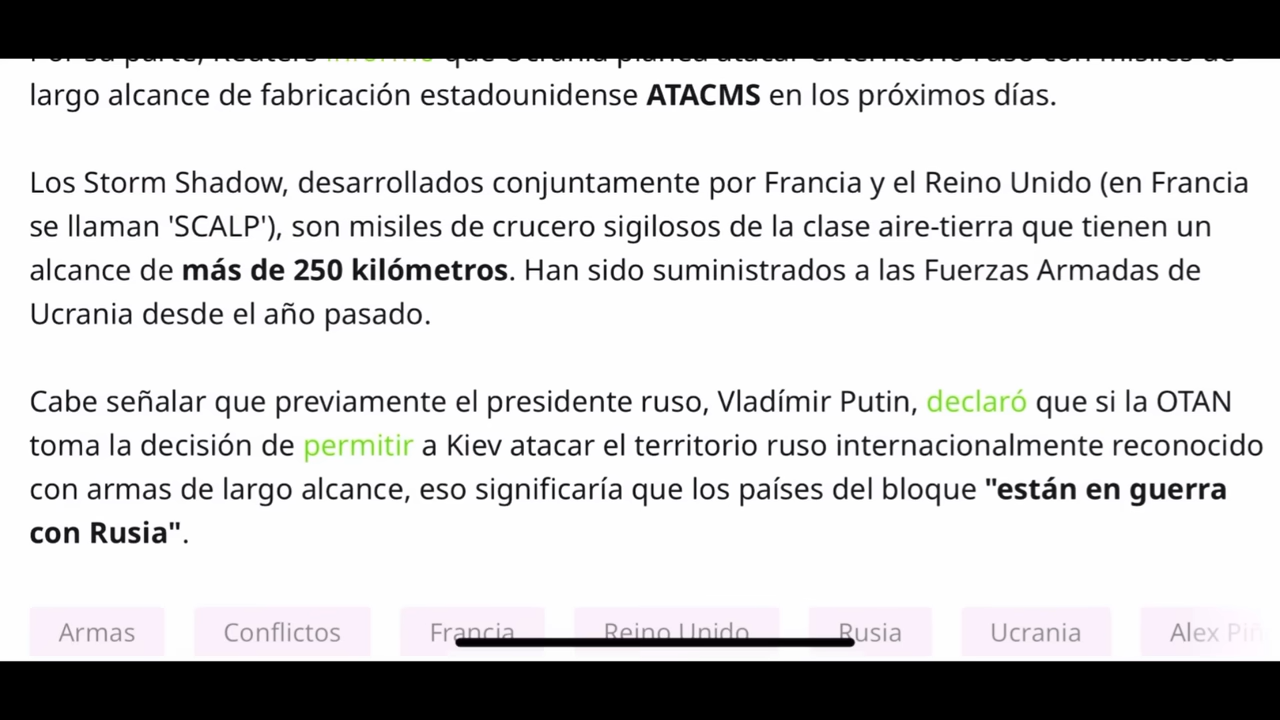 Por su parte, Reuters informó que Ucrania planea atacar el territorio ruso con misiles de
largo alcance de fabricación estadounidense ATACMS en los próximos días.
Los Storm Shadow, desarrollados conjuntamente por Francia y el Reino Unido (en Francia
se llaman 'SCALP'), son misiles de crucero sigilosos de la clase aire-tierra que tienen un
alcance de más de 250 kilómetros. Han sido suministrados a las Fuerzas Armadas de
Ucrania desde el año pasado.
Cabe señalar que previamente el presidente ruso, Vladímir Putin, declaró que si la OTAN
toma la decisión de permitir a Kiev atacar el territorio ruso internacionalmente reconocido
con armas de largo alcance, eso significaría que los países del bloque "están en guerra
con Rusia".
Armas Conflictos Francia Reino Unido Rusia Ucrania Alex